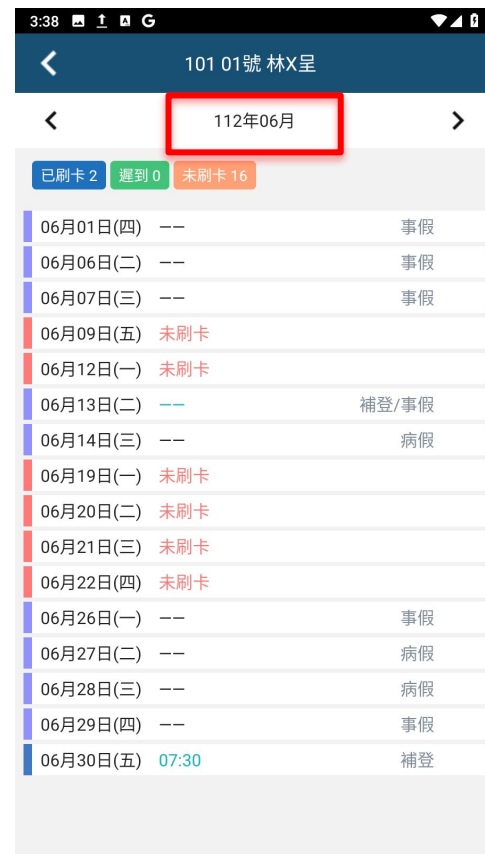 3:38
101 01號 林X呈
112年06月
已刷卡 2 遲到 0 未刷卡 16
06月01日(四) —— 事假
06月06日(二) —— 事假
06月07日(三) —— 事假
06月09日(五) 未刷卡
06月12日(一) 未刷卡
06月13日(二) —— 補登/事假
06月14日(三) —— 病假
06月19日(一) 未刷卡
06月20日(二) 未刷卡
06月21日(三) 未刷卡
06月22日(四) 未刷卡
06月26日(一) —— 事假
06月27日(二) —— 病假
06月28日(三) —— 病假
06月29日(四) —— 事假
06月30日(五) 07:30 補登